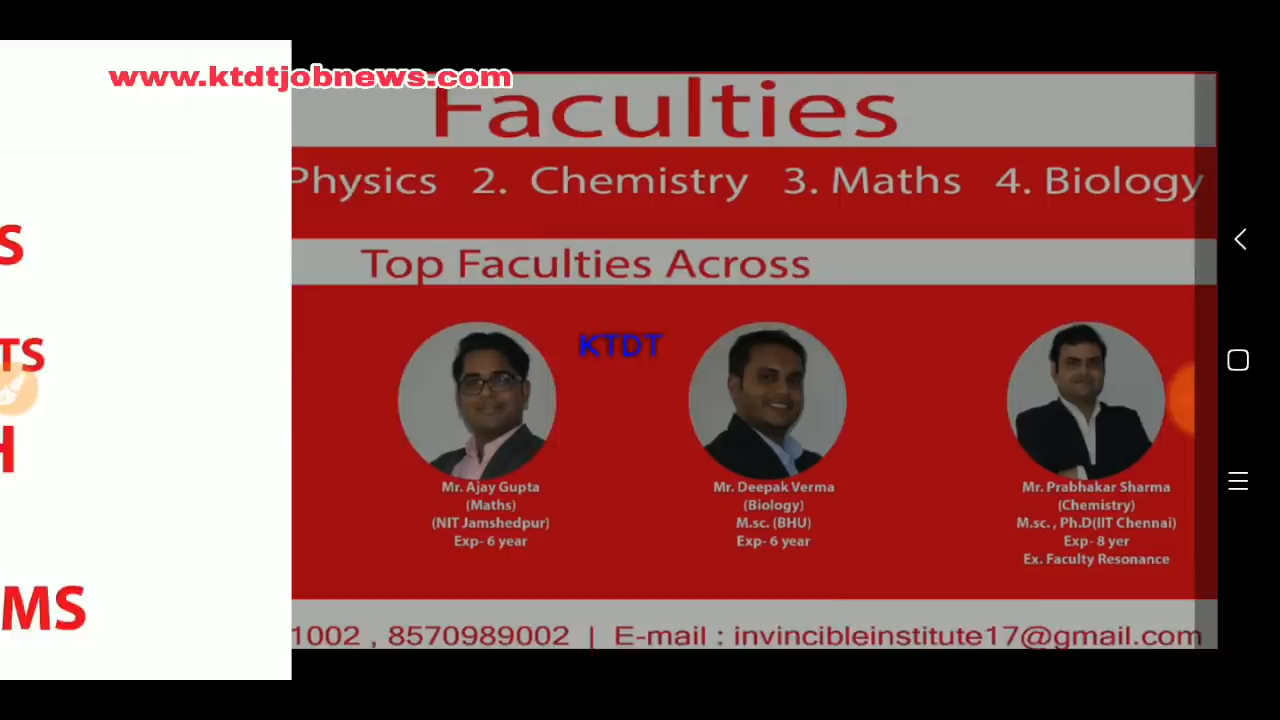 www.ktdtjobnews.com
Faculties
Physics 2. Chemistry 3. Maths 4. Biology
Top Faculties Across
S
TS
H
MS
KTDT
Mr. Ajay Gupta
(Maths)
(NIT Jamshedpur)
Exp- 6 year
Mr. Deepak Verma
(Biology)
M.sc. (BHU)
Exp- 6 year
Mr. Prabhakar Sharma
(Chemistry)
M.sc. , Ph.D(IIT Chennai)
Exp- 8 yer
Ex. Faculty Resonance
1002 , 8570989002 | E-mail : invincibleinstitute17@gmail.com